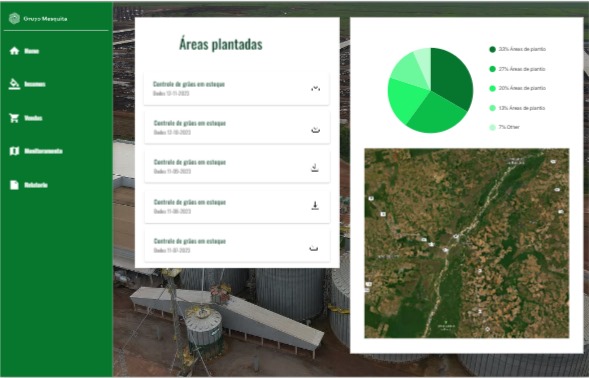 Grupo Mesquita
Home
Insumos
Vendas
Monitoramento
Relatorio
Áreas plantadas
Controle de grãos em estoque
Dados 12-11-2023
Controle de grãos em estoque
Dados 12-10-2023
Controle de grãos em estoque
Dados 11-09-2023
Controle de grãos em estoque
Dados 11-08-2023
Controle de grãos em estoque
Dados 11-07-2023
33% Áreas de plantio
27% Áreas de plantio
20% Áreas de plantio
13% Áreas de plantio
7% Other